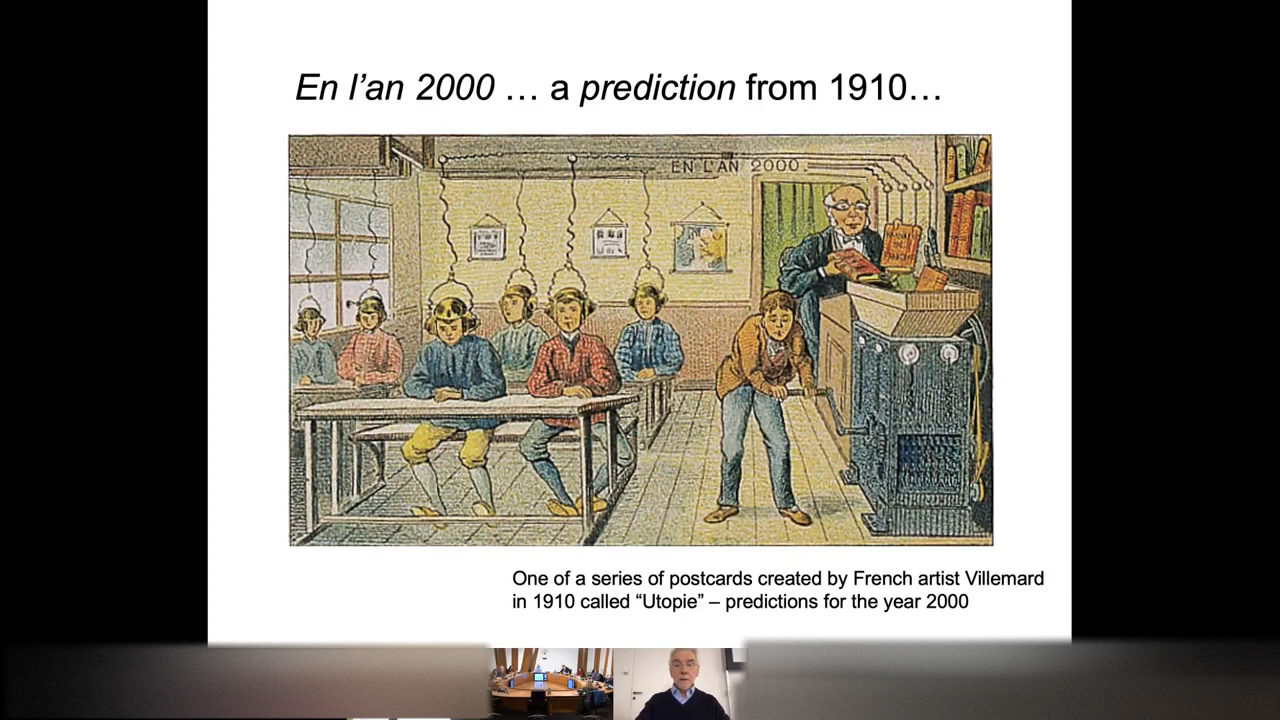 En l’an 2000 … a prediction from 1910…
EN L'AN 2000.
One of a series of postcards created by French artist Villemard
in 1910 called “Utopie” – predictions for the year 2000